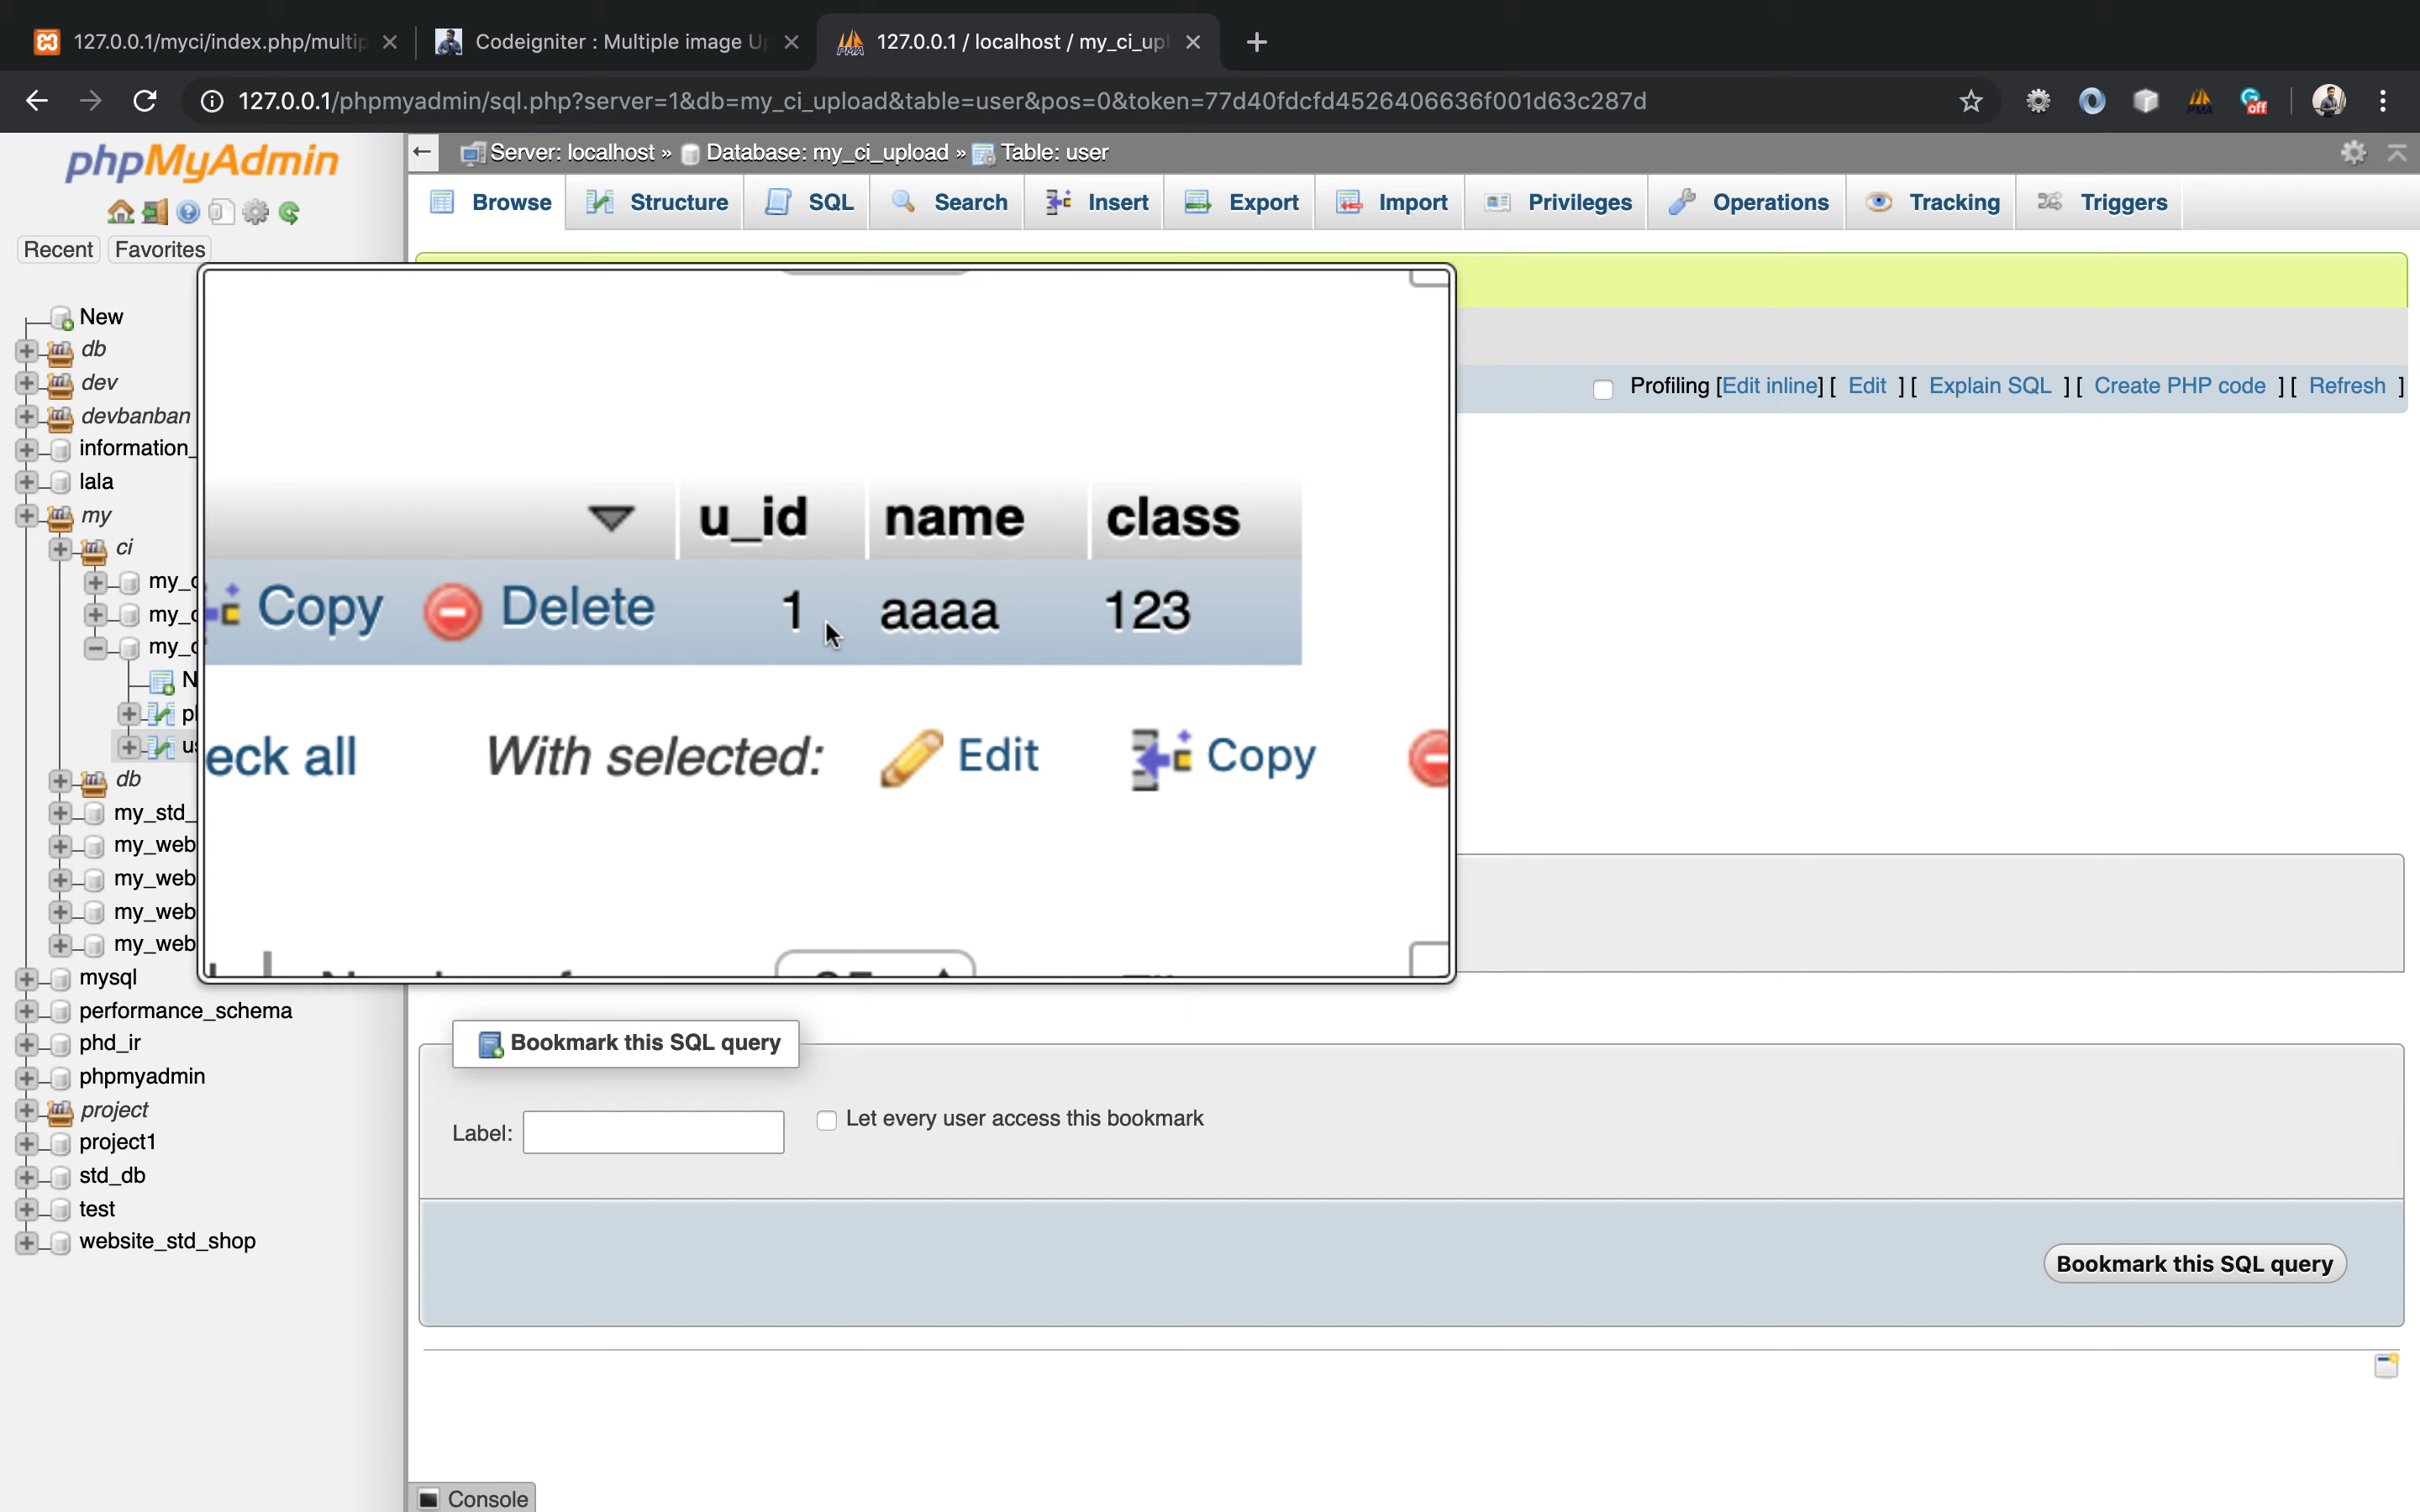 127.0.0.1/myci/index.php/multip
Codeigniter : Multiple image U
127.0.0.1 / localhost / my_ci_upl
127.0.0.1/phpmyadmin/sql.php?server=1&db=my_ci_upload&table=user&pos=0&token=77d40fdcfd4526406636f001d63c287d
off
phpMyAdmin
Server: localhost » Database: my_ci_upload » Table: user
Browse Structure SQL Search Insert Export Import Privileges Operations Tracking Triggers
Recent Favorites
New
db
dev
devbanban
information_
lala
my
ci
my_c
my_c
my_c
N
pl
us
db
my_std_
my_web
my_web
my_web
my_web
mysql
performance_schema
phd_ir
phpmyadmin
project
project1
std_db
test
website_std_shop
Profiling [Edit inline] [ Edit ] [ Explain SQL ] [ Create PHP code ] [ Refresh ]
u_id name class
Copy Delete 1 aaaa 123
eck all With selected: Edit Copy
Bookmark this SQL query
Label:
Let every user access this bookmark
Bookmark this SQL query
Console